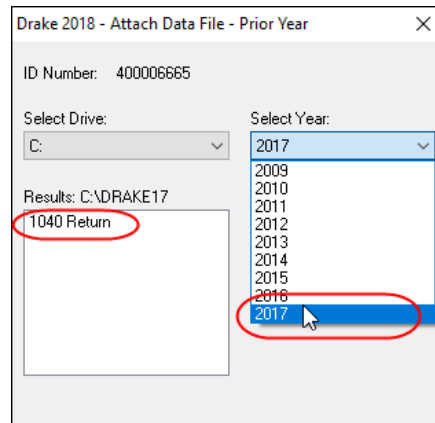 Drake 2018 - Attach Data File - Prior Year
ID Number: 400006665
Select Drive:
C:
Select Year:
2017
Results: C:\DRAKE17
1040 Return
2009
2010
2011
2012
2013
2014
2015
2016
2017